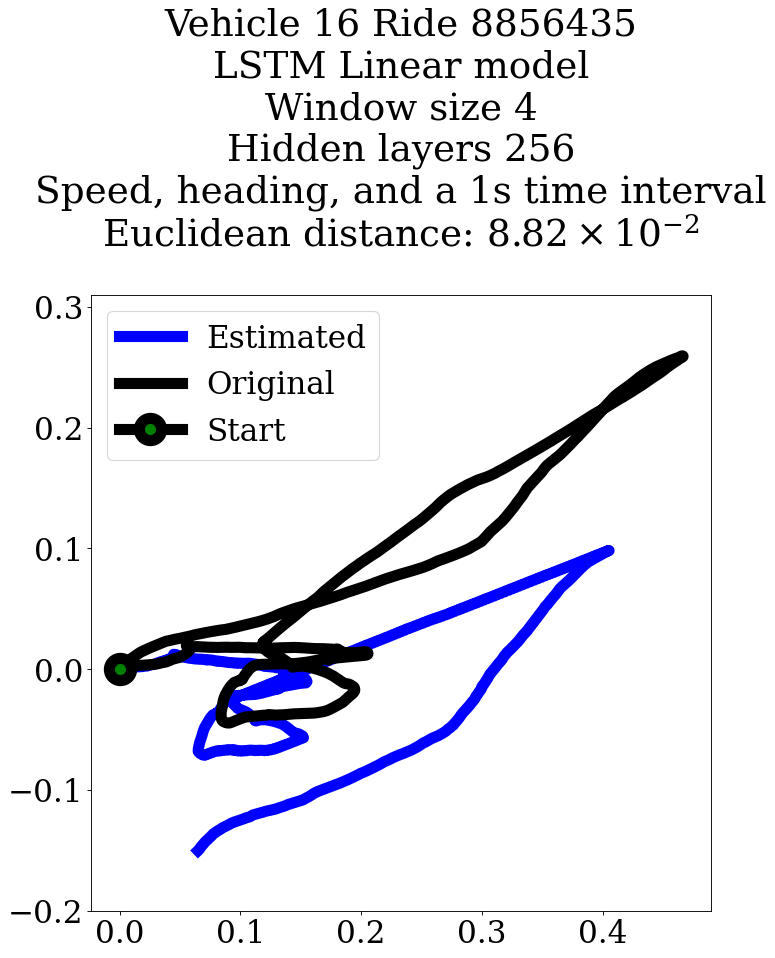 Vehicle 16 Ride 8856435
LSTM Linear model
Window size 4
Hidden layers 256
Speed, heading, and a 1s time interval
Euclidean distance: 8.82 × 10⁻²
0.3
Estimated
Original
Start
0.2
0.1
0.0
−0.1
−0.2
0.0 0.1 0.2 0.3 0.4